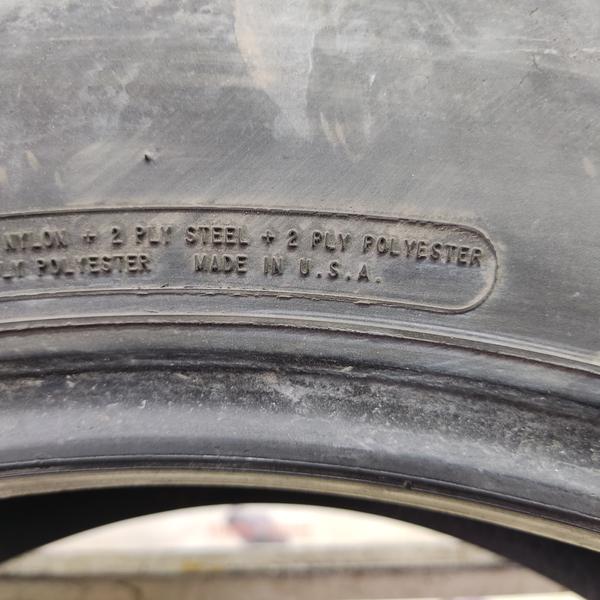 NYLON + 2 PLY STEEL + 2 PLY POLYESTER
POLYESTER MADE IN U.S.A.